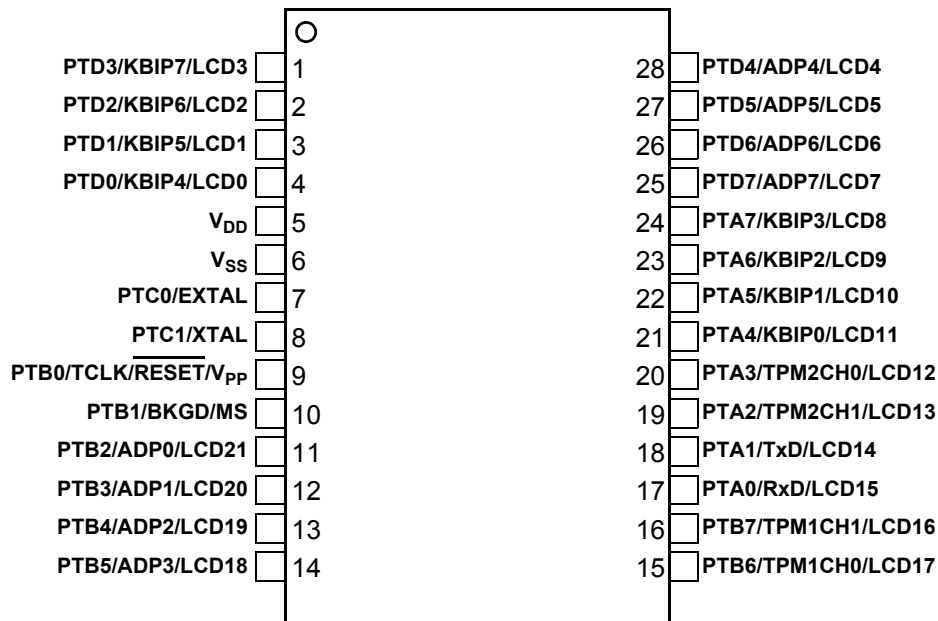 PTD3/KBIP7/LCD3 1 28 PTD4/ADP4/LCD4
PTD2/KBIP6/LCD2 2 27 PTD5/ADP5/LCD5
PTD1/KBIP5/LCD1 3 26 PTD6/ADP6/LCD6
PTD0/KBIP4/LCD0 4 25 PTD7/ADP7/LCD7
VDD 5 24 PTA7/KBIP3/LCD8
VSS 6 23 PTA6/KBIP2/LCD9
PTC0/EXTAL 7 22 PTA5/KBIP1/LCD10
PTC1/XTAL 8 21 PTA4/KBIP0/LCD11
PTB0/TCLK/RESET/VPP 9 20 PTA3/TPM2CH0/LCD12
PTB1/BKGD/MS 10 19 PTA2/TPM2CH1/LCD13
PTB2/ADP0/LCD21 11 18 PTA1/TxD/LCD14
PTB3/ADP1/LCD20 12 17 PTA0/RxD/LCD15
PTB4/ADP2/LCD19 13 16 PTB7/TPM1CH1/LCD16
PTB5/ADP3/LCD18 14 15 PTB6/TPM1CH0/LCD17